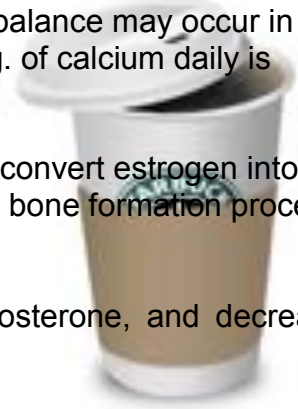 balance may occur in
g. of calcium daily is
convert estrogen into
bone formation proce
osterone, and decrea